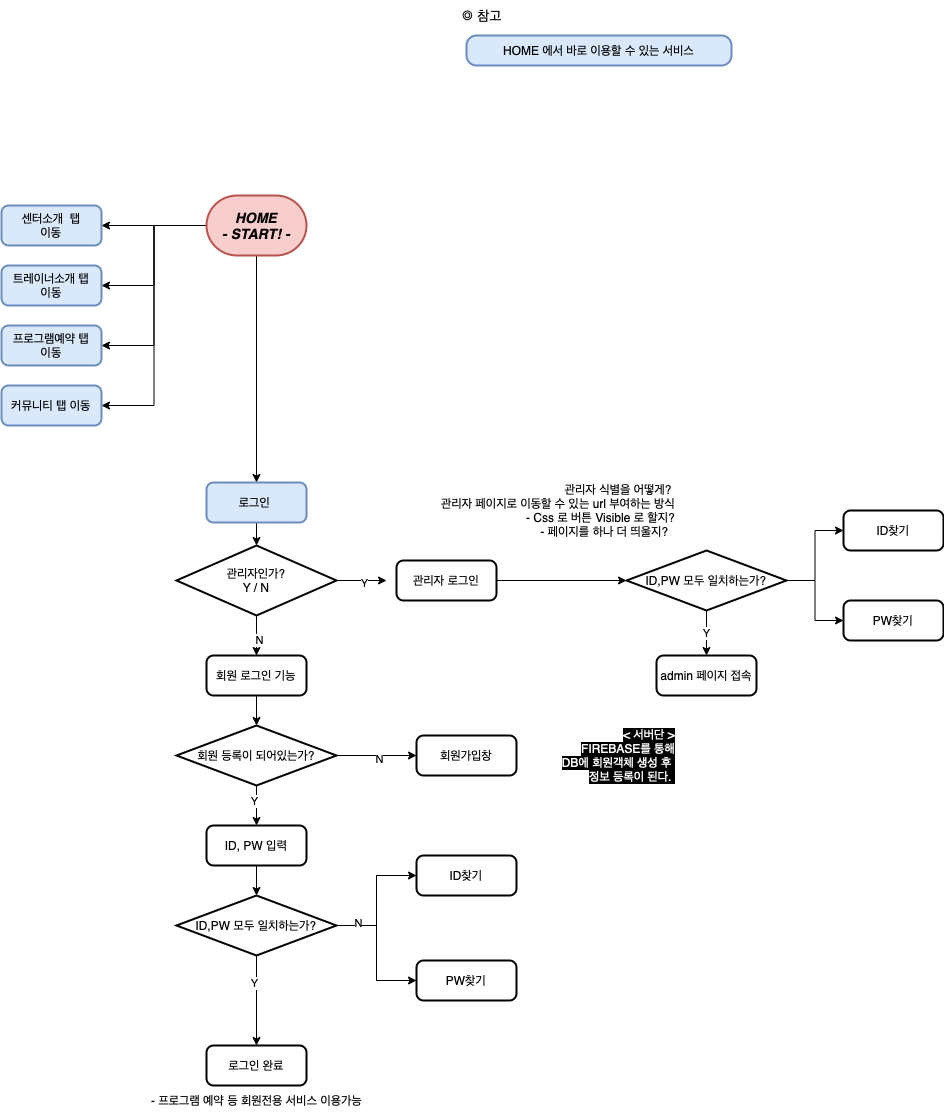 ◎ 참고
HOME 에서 바로 이용할 수 있는 서비스
HOME
- START! -
센터소개 탭
이동
트레이너소개 탭
이동
프로그램예약 탭
이동
커뮤니티 탭 이동
로그인
관리자인가?
Y / N
Y
관리자 로그인
관리자 식별을 어떻게?
관리자 페이지로 이동할 수 있는 url 부여하는 방식
- Css 로 버튼 Visible 로 할지?
- 페이지를 하나 더 띄울지?
ID,PW 모두 일치하는가?
ID찾기
PW찾기
Y
admin 페이지 접속
N
회원 로그인 기능
회원 등록이 되어있는가?
N
회원가입창
< 서버단 >
FIREBASE를 통해
DB에 회원객체 생성 후
정보 등록이 된다.
Y
ID, PW 입력
ID,PW 모두 일치하는가?
N
ID찾기
PW찾기
Y
로그인 완료
- 프로그램 예약 등 회원전용 서비스 이용가능